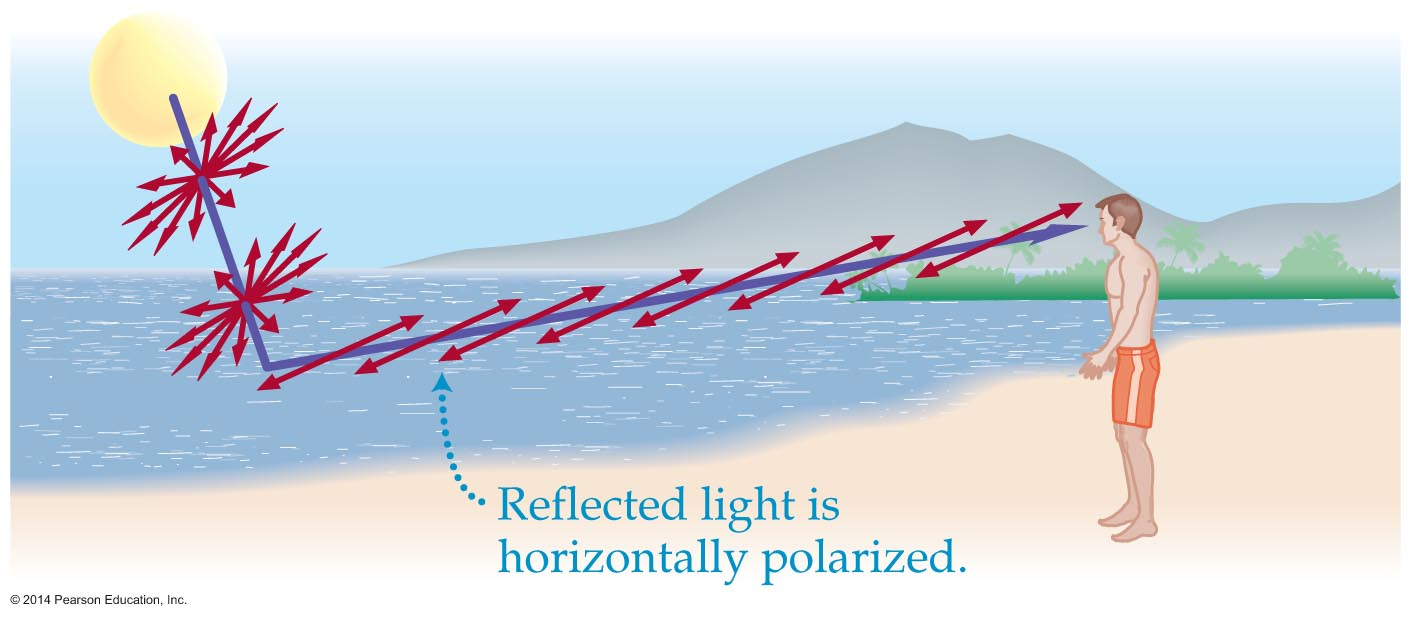 Reflected light is
horizontally polarized.
© 2014 Pearson Education, Inc.